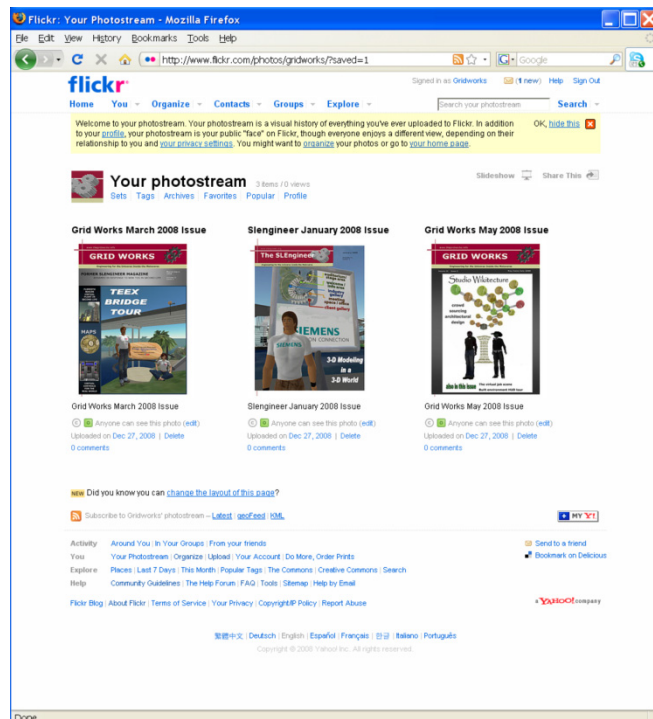 Flickr: Your Photostream - Mozilla Firefox
File Edit View History Bookmarks Tools Help
http://www.flickr.com/photos/gridworks/?saved=1
Google
flickr
Signed in as Gridworks (1 new) Help Sign Out
Home You Organize Contacts Groups Explore
Search your photostream
Search
Welcome to your photostream. Your photostream is a visual history of everything you've ever uploaded to Flickr. In addition
to your profile, your photostream is your public "face" on Flickr, though everyone enjoys a different view, depending on their
relationship to you and your privacy settings. You might want to organize your photos or go to your home page.
OK, hide this
Your photostream 3 items / 0 views
Sets Tags Archives Favorites Popular Profile
Slideshow Share This
Grid Works March 2008 Issue
GRID WORKS
FORMER SLENGINEER MAGAZINE
TEEX
BRIDGE
TOUR
MAPS
Grid Works March 2008 Issue
Anyone can see this photo (edit)
Uploaded on Dec 27, 2008 | Delete
0 comments
Slengineer January 2008 Issue
The SLEngineer
SIEMENS
SIEMENS
3-D Modeling
in a
3-D World
Slengineer January 2008 Issue
Anyone can see this photo (edit)
Uploaded on Dec 27, 2008 | Delete
0 comments
Grid Works May 2008 Issue
GRID WORKS
Studio Wikitecture
crowd
sourcing
architectural
design
also in this issue
Grid Works May 2008 Issue
Anyone can see this photo (edit)
Uploaded on Dec 27, 2008 | Delete
0 comments
NEW Did you know you can change the layout of this page?
Subscribe to Gridworks' photostream – Latest | geoFeed | KML
MY Y!
Activity Around You | In Your Groups | From your friends
You Your Photostream | Organize | Upload | Your Account | Do More, Order Prints
Explore Places | Last 7 Days | This Month | Popular Tags | The Commons | Creative Commons | Search
Help Community Guidelines | The Help Forum | FAQ | Tools | Sitemap | Help by Email
Send to a friend
Bookmark on Delicious
Flickr Blog | About Flickr | Terms of Service | Your Privacy | Copyright/IP Policy | Report Abuse
a YAHOO! company
繁體中文 | Deutsch | English | Español | Français | 한글 | Italiano | Português
Copyright © 2008 Yahoo! Inc. All rights reserved.
Done